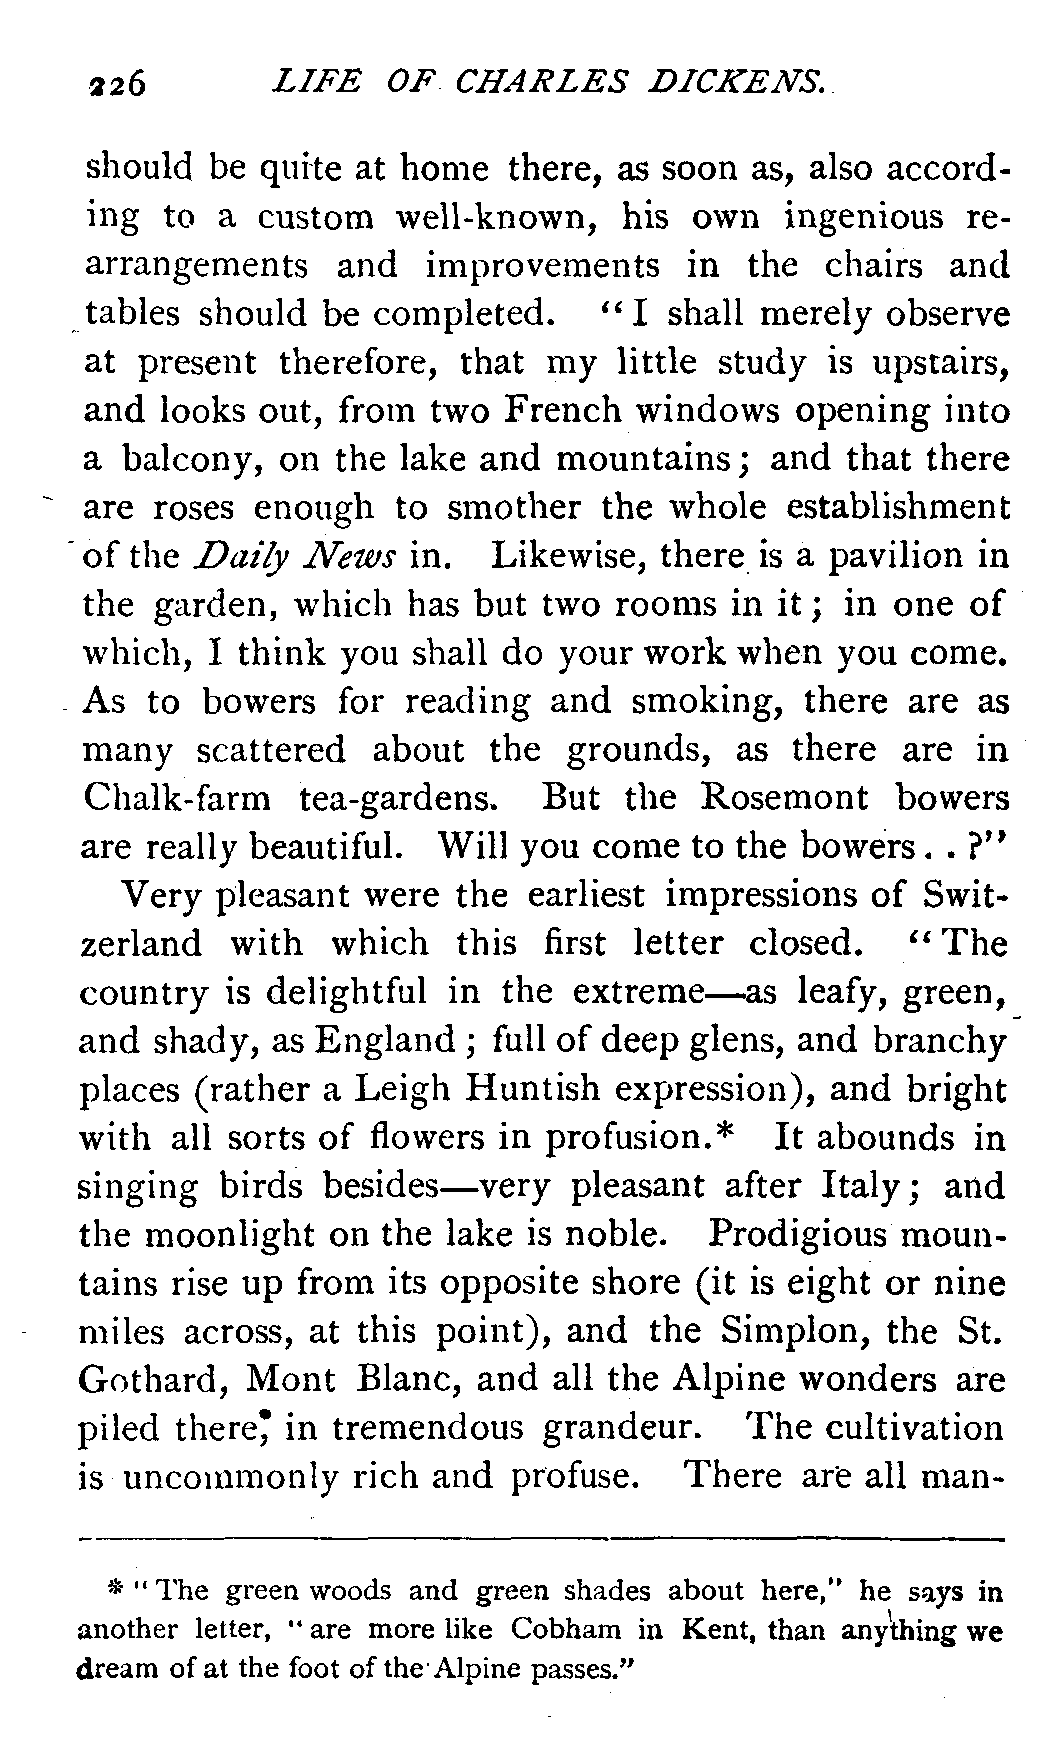 226 LIFE OF CHARLES DICKENS.
should be quite at home there, as soon as, also accord-
ing to a custom well-known, his own ingenious re-
arrangements and improvements in the chairs and
tables should be completed. “I shall merely observe
at present therefore, that my little study is upstairs,
and looks out, from two French windows opening into
a balcony, on the lake and mountains; and that there
are roses enough to smother the whole establishment
of the Daily News in. Likewise, there is a pavilion in
the garden, which has but two rooms in it; in one of
which, I think you shall do your work when you come.
As to bowers for reading and smoking, there are as
many scattered about the grounds, as there are in
Chalk-farm tea-gardens. But the Rosemont bowers
are really beautiful. Will you come to the bowers . . ?”
Very pleasant were the earliest impressions of Swit-
zerland with which this first letter closed. “The
country is delightful in the extreme—as leafy, green,
and shady, as England; full of deep glens, and branchy
places (rather a Leigh Huntish expression), and bright
with all sorts of flowers in profusion.* It abounds in
singing birds besides—very pleasant after Italy; and
the moonlight on the lake is noble. Prodigious moun-
tains rise up from its opposite shore (it is eight or nine
miles across, at this point), and the Simplon, the St.
Gothard, Mont Blanc, and all the Alpine wonders are
piled there; in tremendous grandeur. The cultivation
is uncommonly rich and profuse. There are all man-
* “The green woods and green shades about here,” he says in
another letter, “are more like Cobham in Kent, than anything we
dream of at the foot of the Alpine passes.”